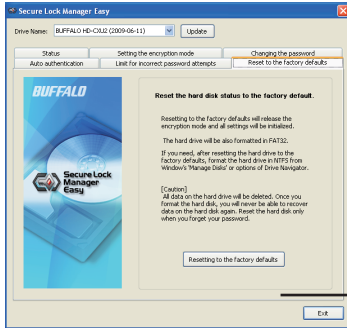 Secure Lock Manager Easy
Drive Name: BUFFALO HD-CXU2 (2009-06-11) Update
Status Setting the encryption mode Changing the password
Auto authentication Limit for incorrect password attempts Reset to the factory defaults
BUFFALO
Secure Lock
Manager
Easy
Reset the hard disk status to the factory default.
Resetting to the factory defaults will release the
encryption mode and all settings will be initialized.
The hard drive will be also formatted in FAT32.
If you need, after resetting the hard drive to the
factory defaults, format the hard drive in NTFS from
Window's 'Manage Disks' or options of Drive Navigator.
[Caution]
All data on the hard drive will be deleted. Once you
format the hard disk, you will never be able to recover
data on the hard disk again. Reset the hard disk only
when you forget your password.
Resetting to the factory defaults
Exit